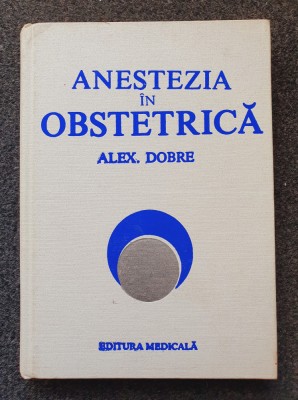 ANESTEZIA
ÎN
OBSTETRICĂ
ALEX. DOBRE
EDITURA MEDICALĂ